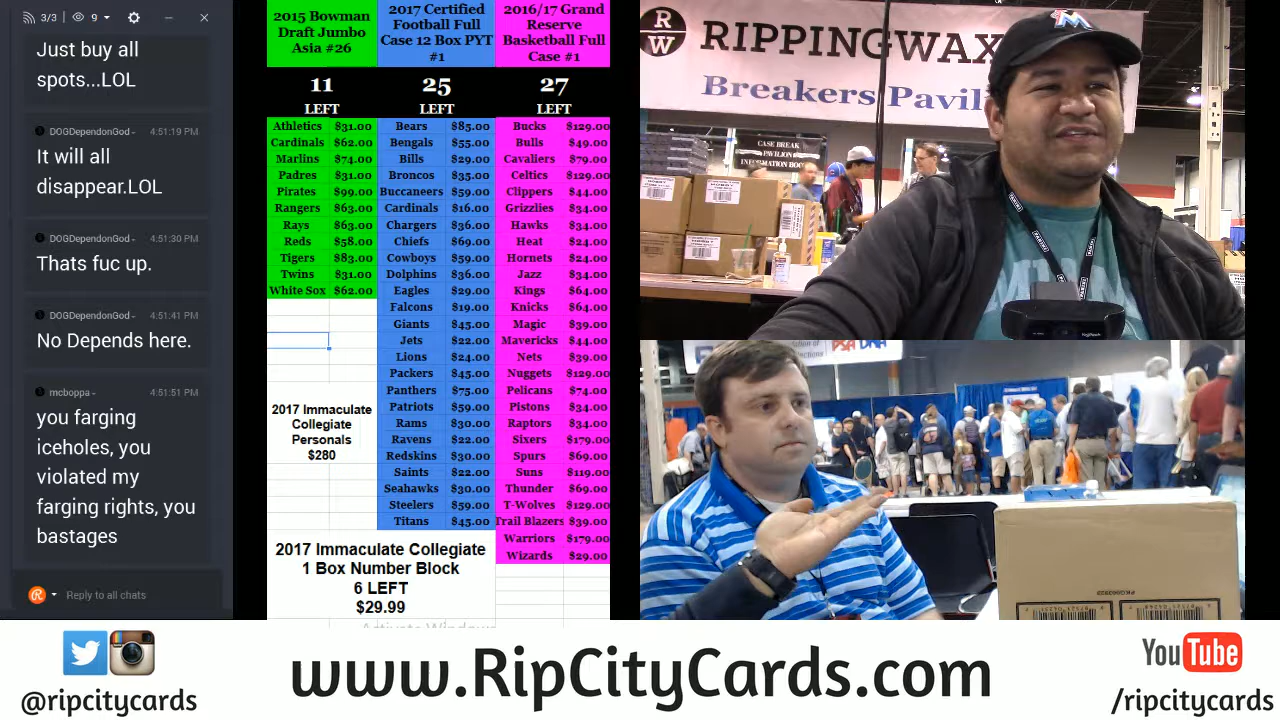 3/3 9
Just buy all
spots...LOL
DOGDependonGod- 4:51:19 PM
It will all
disappear.LOL
DOGDependonGod- 4:51:30 PM
Thats fuc up.
DOGDependonGod- 4:51:41 PM
No Depends here.
mcboppa- 4:51:51 PM
you farging
iceholes, you
violated my
farging rights, you
bastages
Reply to all chats
2015 Bowman
Draft Jumbo
Asia #26
11
LEFT
Athletics $31.00
Cardinals $62.00
Marlins $74.00
Padres $31.00
Pirates $99.00
Rangers $63.00
Rays $63.00
Reds $58.00
Tigers $83.00
Twins $31.00
White Sox $62.00
2017 Immaculate
Collegiate
Personals
$280
2017 Certified
Football Full
Case 12 Box PYT
#1
25
LEFT
Bears $85.00
Bengals $55.00
Bills $29.00
Broncos $35.00
Buccaneers $59.00
Cardinals $16.00
Chargers $36.00
Chiefs $69.00
Cowboys $59.00
Dolphins $36.00
Eagles $29.00
Falcons $19.00
Giants $45.00
Jets $22.00
Lions $24.00
Packers $45.00
Panthers $75.00
Patriots $59.00
Rams $30.00
Ravens $22.00
Redskins $30.00
Saints $22.00
Seahawks $30.00
Steelers $59.00
Titans $45.00
2016/17 Grand
Reserve
Basketball Full
Case #1
27
LEFT
Bucks $129.00
Bulls $49.00
Cavaliers $79.00
Celtics $129.00
Clippers $44.00
Grizzlies $34.00
Hawks $34.00
Heat $24.00
Hornets $24.00
Jazz $34.00
Kings $64.00
Knicks $64.00
Magic $39.00
Mavericks $44.00
Nets $39.00
Nuggets $129.00
Pelicans $74.00
Pistons $34.00
Raptors $34.00
Sixers $179.00
Spurs $69.00
Suns $119.00
Thunder $69.00
T-Wolves $129.00
Trail Blazers $39.00
Warriors $179.00
Wizards $29.00
2017 Immaculate Collegiate
1 Box Number Block
6 LEFT
$29.99
Activate Windows
RW
RIPPINGWAX
Breakers Pavil
CASE BREAK
PAVILION
INFORMATION BOO
PANINI
PSA DNA
@ripcitycards
www.RipCityCards.com
YouTube
/ripcitycards